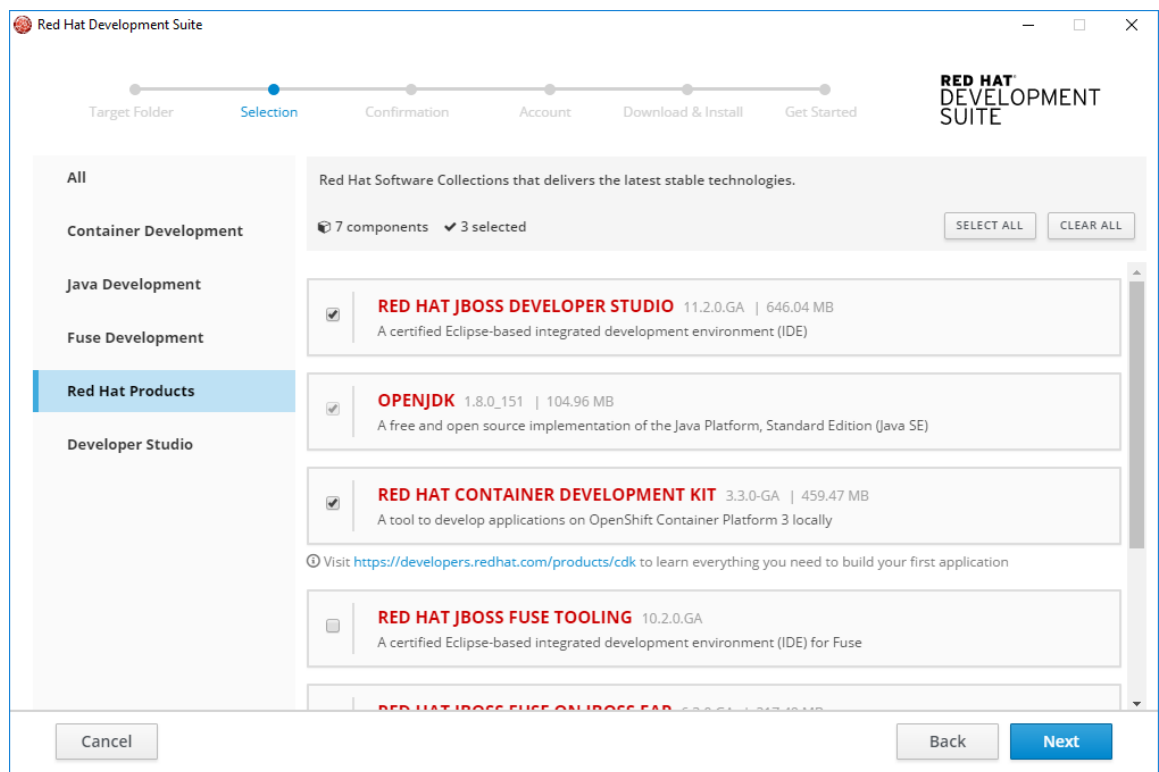 Red Hat Development Suite
Target Folder
Selection
Confirmation
Account
Download & Install
Get Started
RED HAT
DEVELOPMENT
SUITE
All
Container Development
Java Development
Fuse Development
Red Hat Products
Developer Studio
Red Hat Software Collections that delivers the latest stable technologies.
7 components 3 selected
SELECT ALL
CLEAR ALL
RED HAT JBOSS DEVELOPER STUDIO 11.2.0.GA | 646.04 MB
A certified Eclipse-based integrated development environment (IDE)
OPENJDK 1.8.0_151 | 104.96 MB
A free and open source implementation of the Java Platform, Standard Edition (Java SE)
RED HAT CONTAINER DEVELOPMENT KIT 3.3.0-GA | 459.47 MB
A tool to develop applications on OpenShift Container Platform 3 locally
Visit https://developers.redhat.com/products/cdk to learn everything you need to build your first application
RED HAT JBOSS FUSE TOOLING 10.2.0.GA
A certified Eclipse-based integrated development environment (IDE) for Fuse
RED HAT JBOSS FUSE ON JBOSS EAP
Cancel
Back
Next